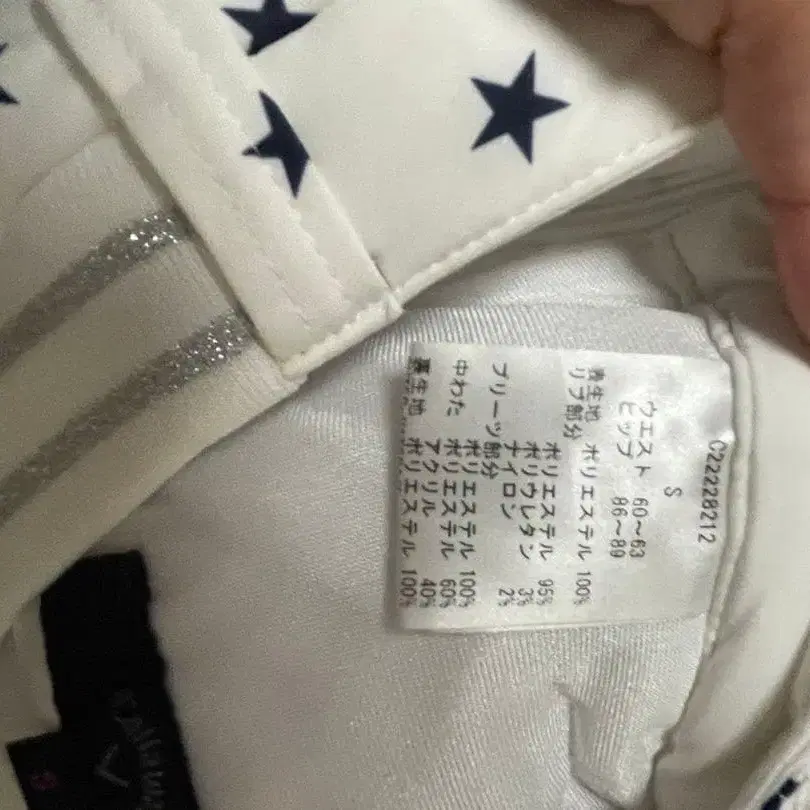 C22228212
S
ウエスト 60～63
ヒップ 86～89
表生地 ポリエステル 100%
リブ部分
ポリエステル 95%
ポリウレタン 3%
ナイロン 2%
プリーツ部分
ポリエステル 100%
中わた ポリエステル 60%
アクリル 40%
裏生地 ポリエステル 100%